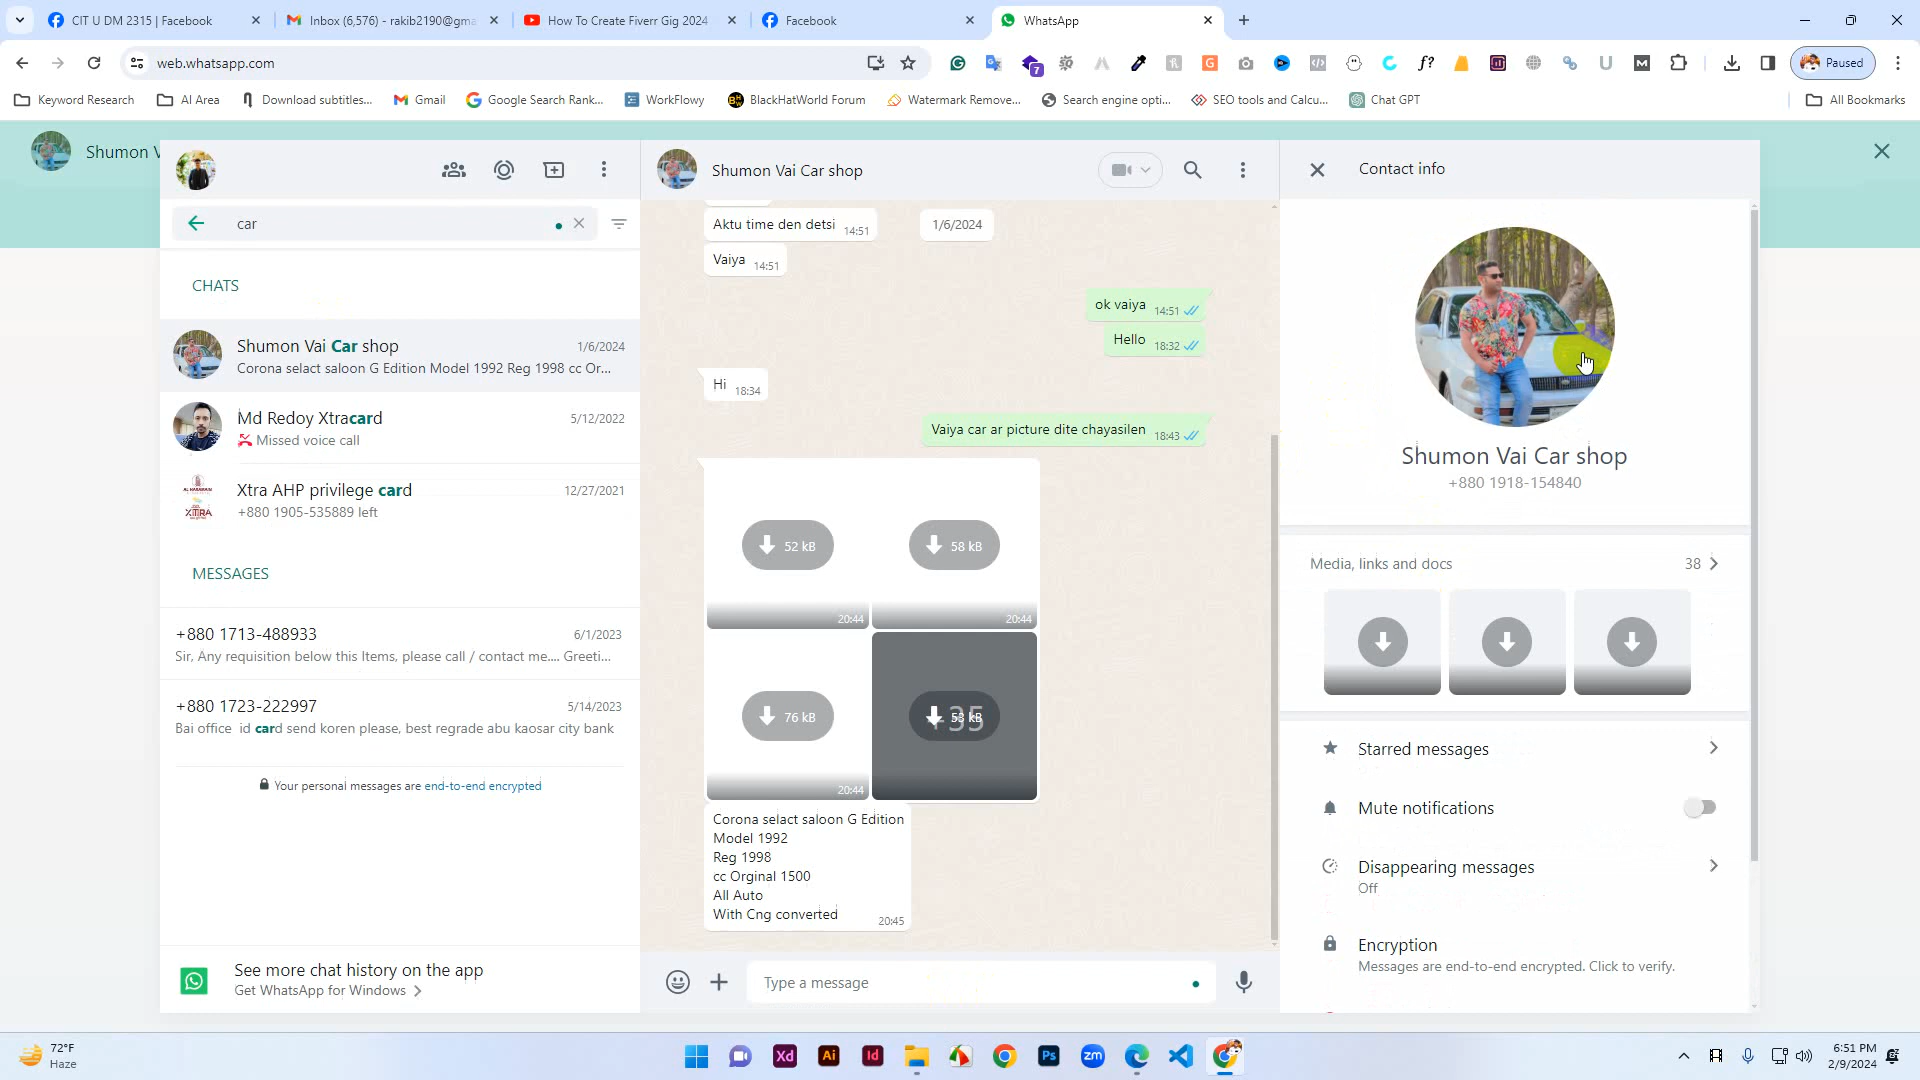 CIT U DM 2315 | Facebook
Inbox (6,576) - rakib2190@gma
How To Create Fiverr Gig 2024
Facebook
WhatsApp
web.whatsapp.com
7
f?
Paused
Keyword Research
AI Area
Download subtitles...
Gmail
Google Search Rank...
WorkFlowy
BlackHatWorld Forum
Watermark Remove...
Search engine opti...
SEO tools and Calcu...
Chat GPT
All Bookmarks
Shumon V
Shumon Vai Car shop
Contact info
car
CHATS
Shumon Vai Car shop
1/6/2024
Corona selact saloon G Edition Model 1992 Reg 1998 cc Or...
Md Redoy Xtracard
5/12/2022
Missed voice call
Xtra AHP privilege card
12/27/2021
+880 1905-535889 left
MESSAGES
+880 1713-488933
6/1/2023
Sir, Any requisition below this Items, please call / contact me.... Greeti...
+880 1723-222997
5/14/2023
Bai office id card send koren please, best regrade abu kaosar city bank
Your personal messages are end-to-end encrypted
See more chat history on the app
Get WhatsApp for Windows
Aktu time den detsi 14:51
1/6/2024
Vaiya 14:51
ok vaiya 14:51
Hello 18:32
Hi 18:34
Vaiya car ar picture dite chayasilen 18:43
52 kB
58 kB
20:44
20:44
76 kB
+35
53 kB
20:44
Corona selact saloon G Edition
Model 1992
Reg 1998
cc Orginal 1500
All Auto
With Cng converted 20:45
Type a message
Shumon Vai Car shop
+880 1918-154840
Media, links and docs
38
Starred messages
Mute notifications
Disappearing messages
Off
Encryption
Messages are end-to-end encrypted. Click to verify.
72°F
Haze
Xd
Ai
Id
Ps
zm
6:51 PM
2/9/2024